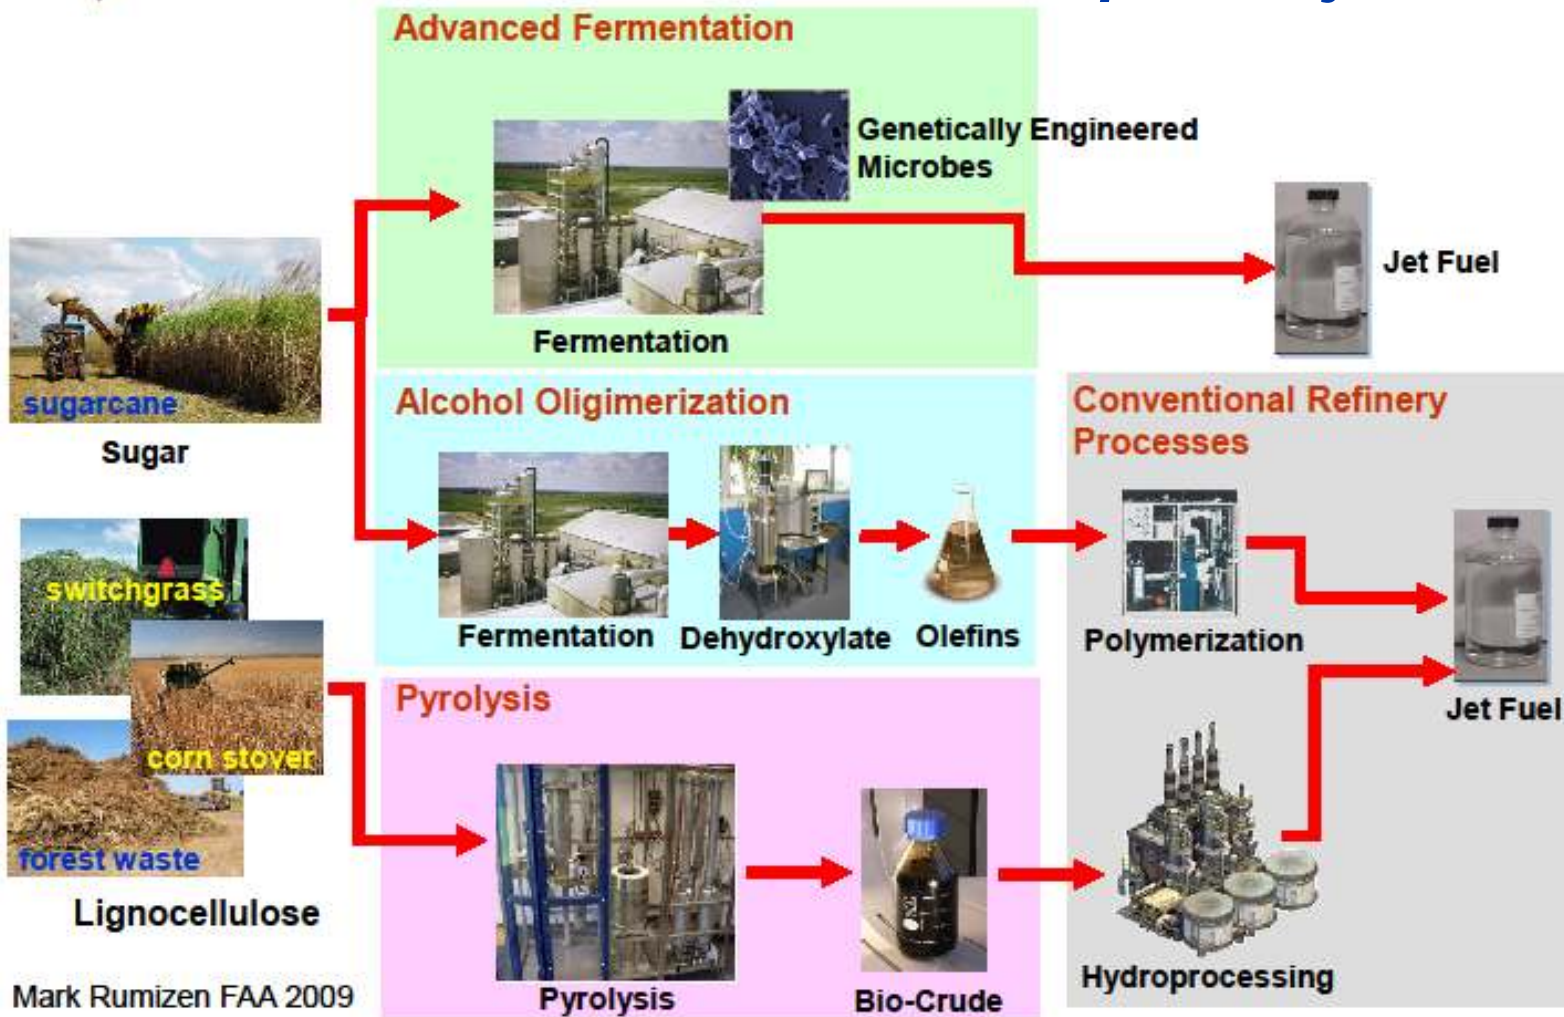 Advanced Fermentation
Genetically Engineered
Microbes
Fermentation
Jet Fuel
sugarcane
Sugar
Alcohol Oligimerization
Fermentation
Dehydroxylate
Olefins
Conventional Refinery
Processes
Polymerization
Jet Fuel
switchgrass
corn stover
forest waste
Lignocellulose
Pyrolysis
Pyrolysis
Bio-Crude
Hydroprocessing
Mark Rumizen FAA 2009